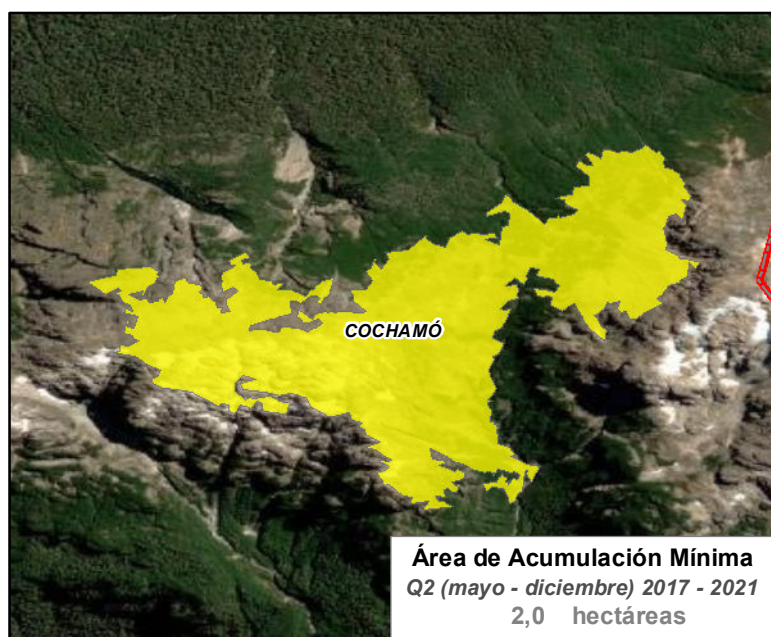 COCHAMÓ
Área de Acumulación Mínima
Q2 (mayo - diciembre) 2017 - 2021
2,0 hectáreas